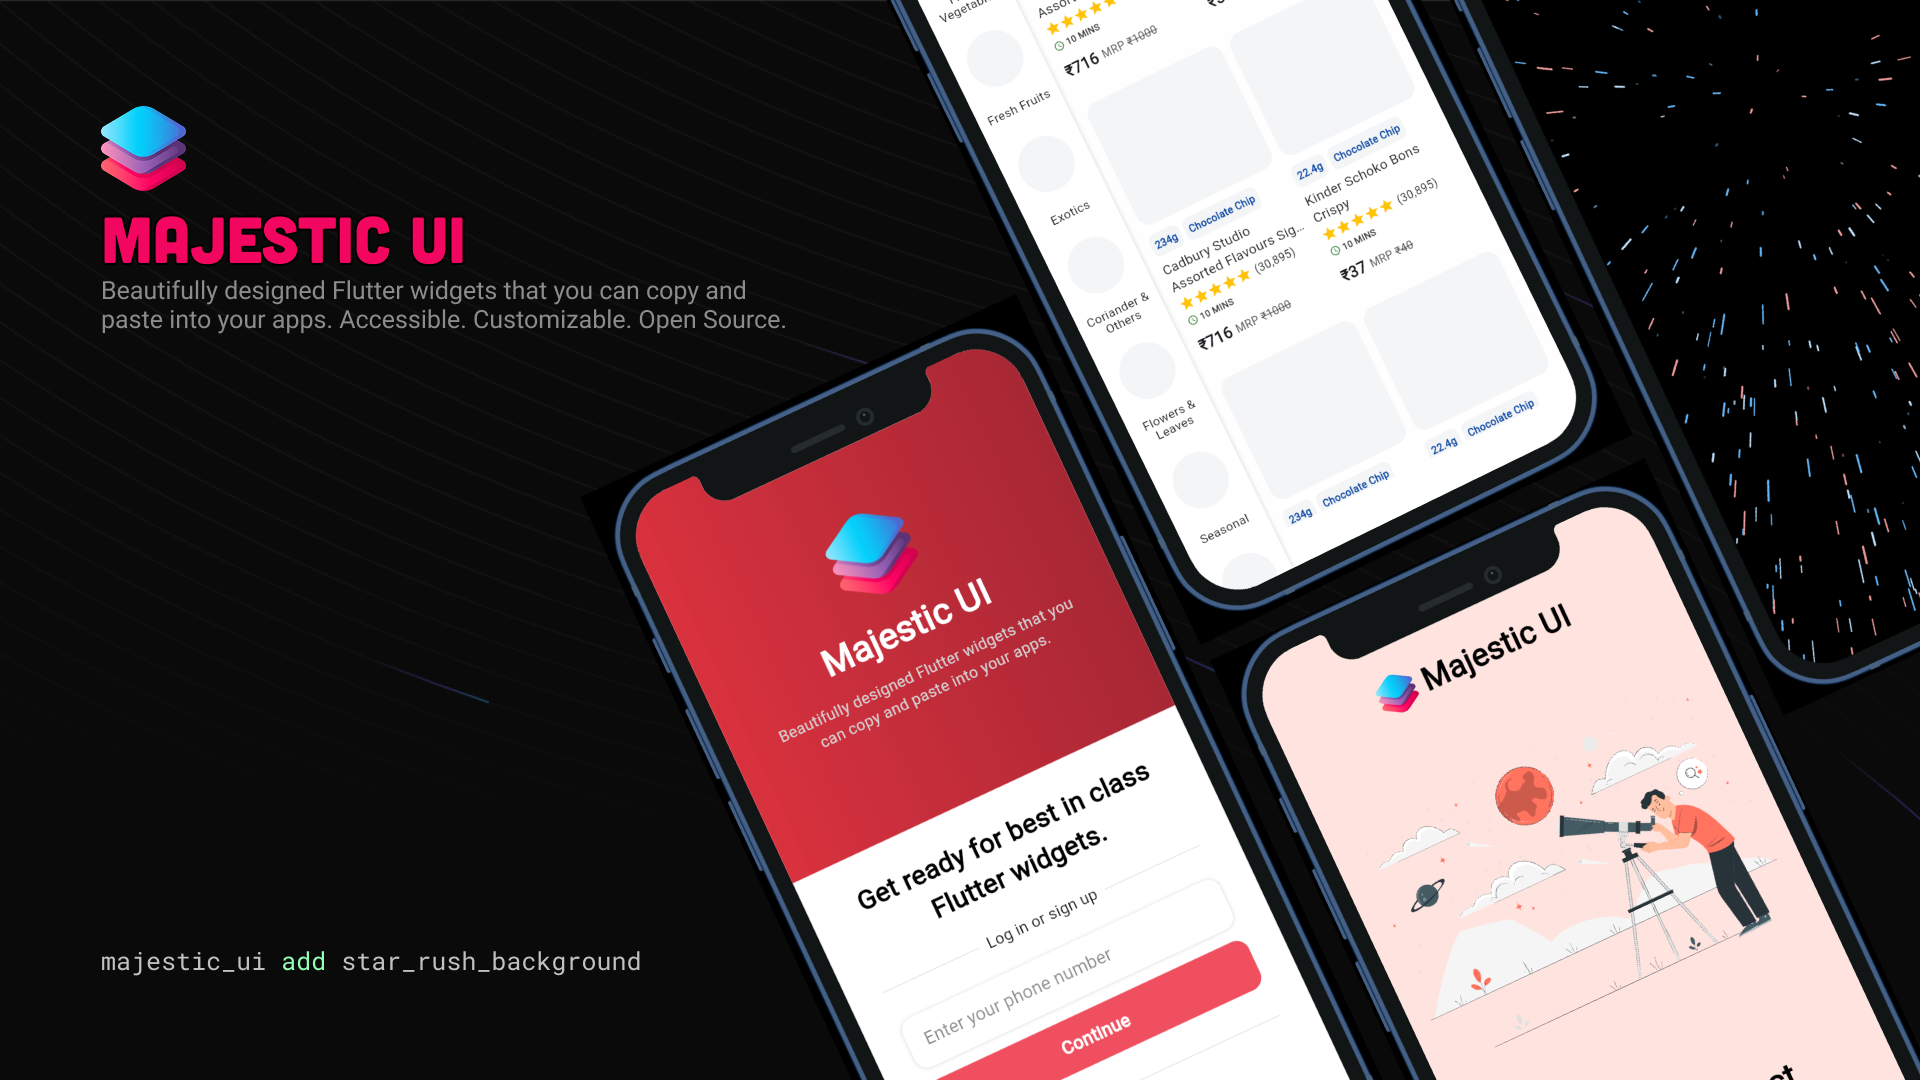 MAJESTIC UI
Beautifully designed Flutter widgets that you can copy and
paste into your apps. Accessible. Customizable. Open Source.
majestic_ui add star_rush_background
Majestic UI
Beautifully designed Flutter widgets that you
can copy and paste into your apps.
Get ready for best in class
Flutter widgets.
Log in or sign up
Enter your phone number
Continue
Fresh Fruits
Exotics
Coriander &
Others
Flowers &
Leaves
Seasonal
10 MINS
₹716 MRP ₹1000
234g Chocolate Chip
Cadbury Studio
Assorted Flavours Sig...
(30,895)
10 MINS
₹716 MRP ₹1000
22.4g Chocolate Chip
Kinder Schoko Bons
Crispy
(30,895)
10 MINS
₹37 MRP ₹40
234g Chocolate Chip
22.4g Chocolate Chip
Majestic UI